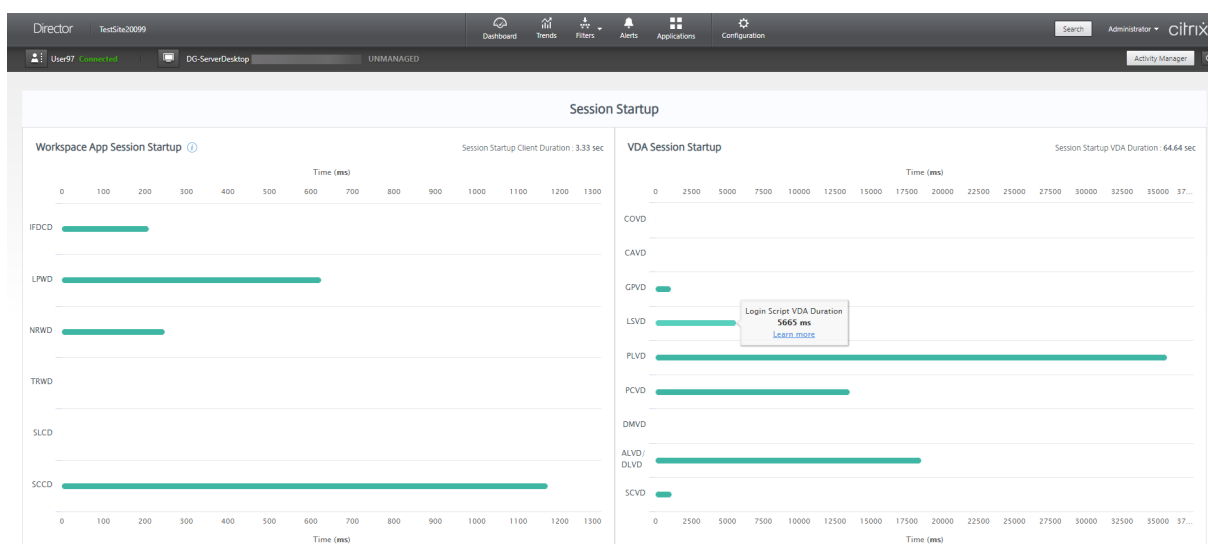 Director TestSite20099 Dashboard Trends Filters Alerts Applications Configuration Search Administrator citrix
User97 Connected DG-ServerDesktop UNMANAGED Activity Manager
Session Startup
Workspace App Session Startup Session Startup Client Duration : 3.33 sec
Time (ms)
0 100 200 300 400 500 600 700 800 900 1000 1100 1200 1300
IFDCD
LPWD
NRWD
TRWD
SLCD
SCCD
0 100 200 300 400 500 600 700 800 900 1000 1100 1200 1300
Time (ms)
VDA Session Startup Session Startup VDA Duration : 64.64 sec
Time (ms)
0 2500 5000 7500 10000 12500 15000 17500 20000 22500 25000 27500 30000 32500 35000 37...
COVD
CAVD
GPVD
LSVD
Login Script VDA Duration
5665 ms
Learn more
PLVD
PCVD
DMVD
ALVD/
DLVD
SCVD
0 2500 5000 7500 10000 12500 15000 17500 20000 22500 25000 27500 30000 32500 35000 37...
Time (ms)